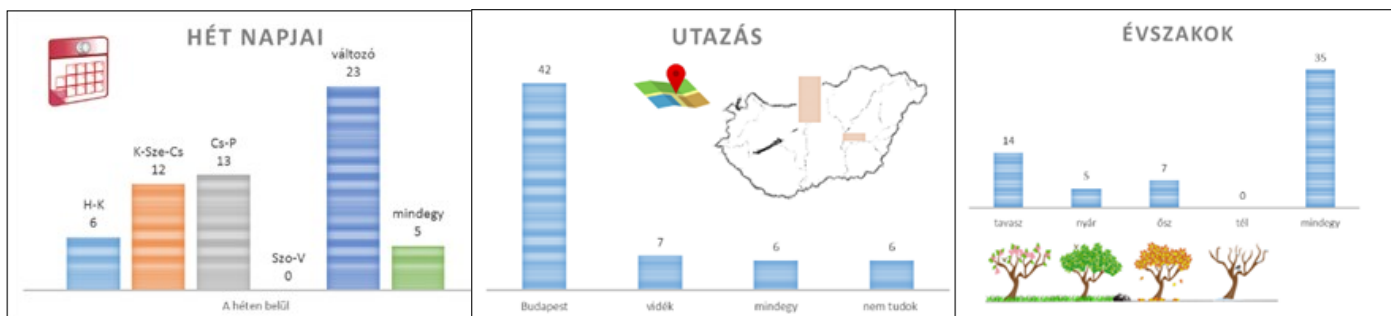 HÉT NAPJAI
változó
23
K-Sze-Cs
12
Cs-P
13
H-K
6
Szo-V
0
mindegy
5
A héten belül
UTAZÁS
42
7
6
6
Budapest
vidék
mindegy
nem tudok
ÉVSZAKOK
35
14
5
7
0
tavasz
nyár
ősz
tél
mindegy